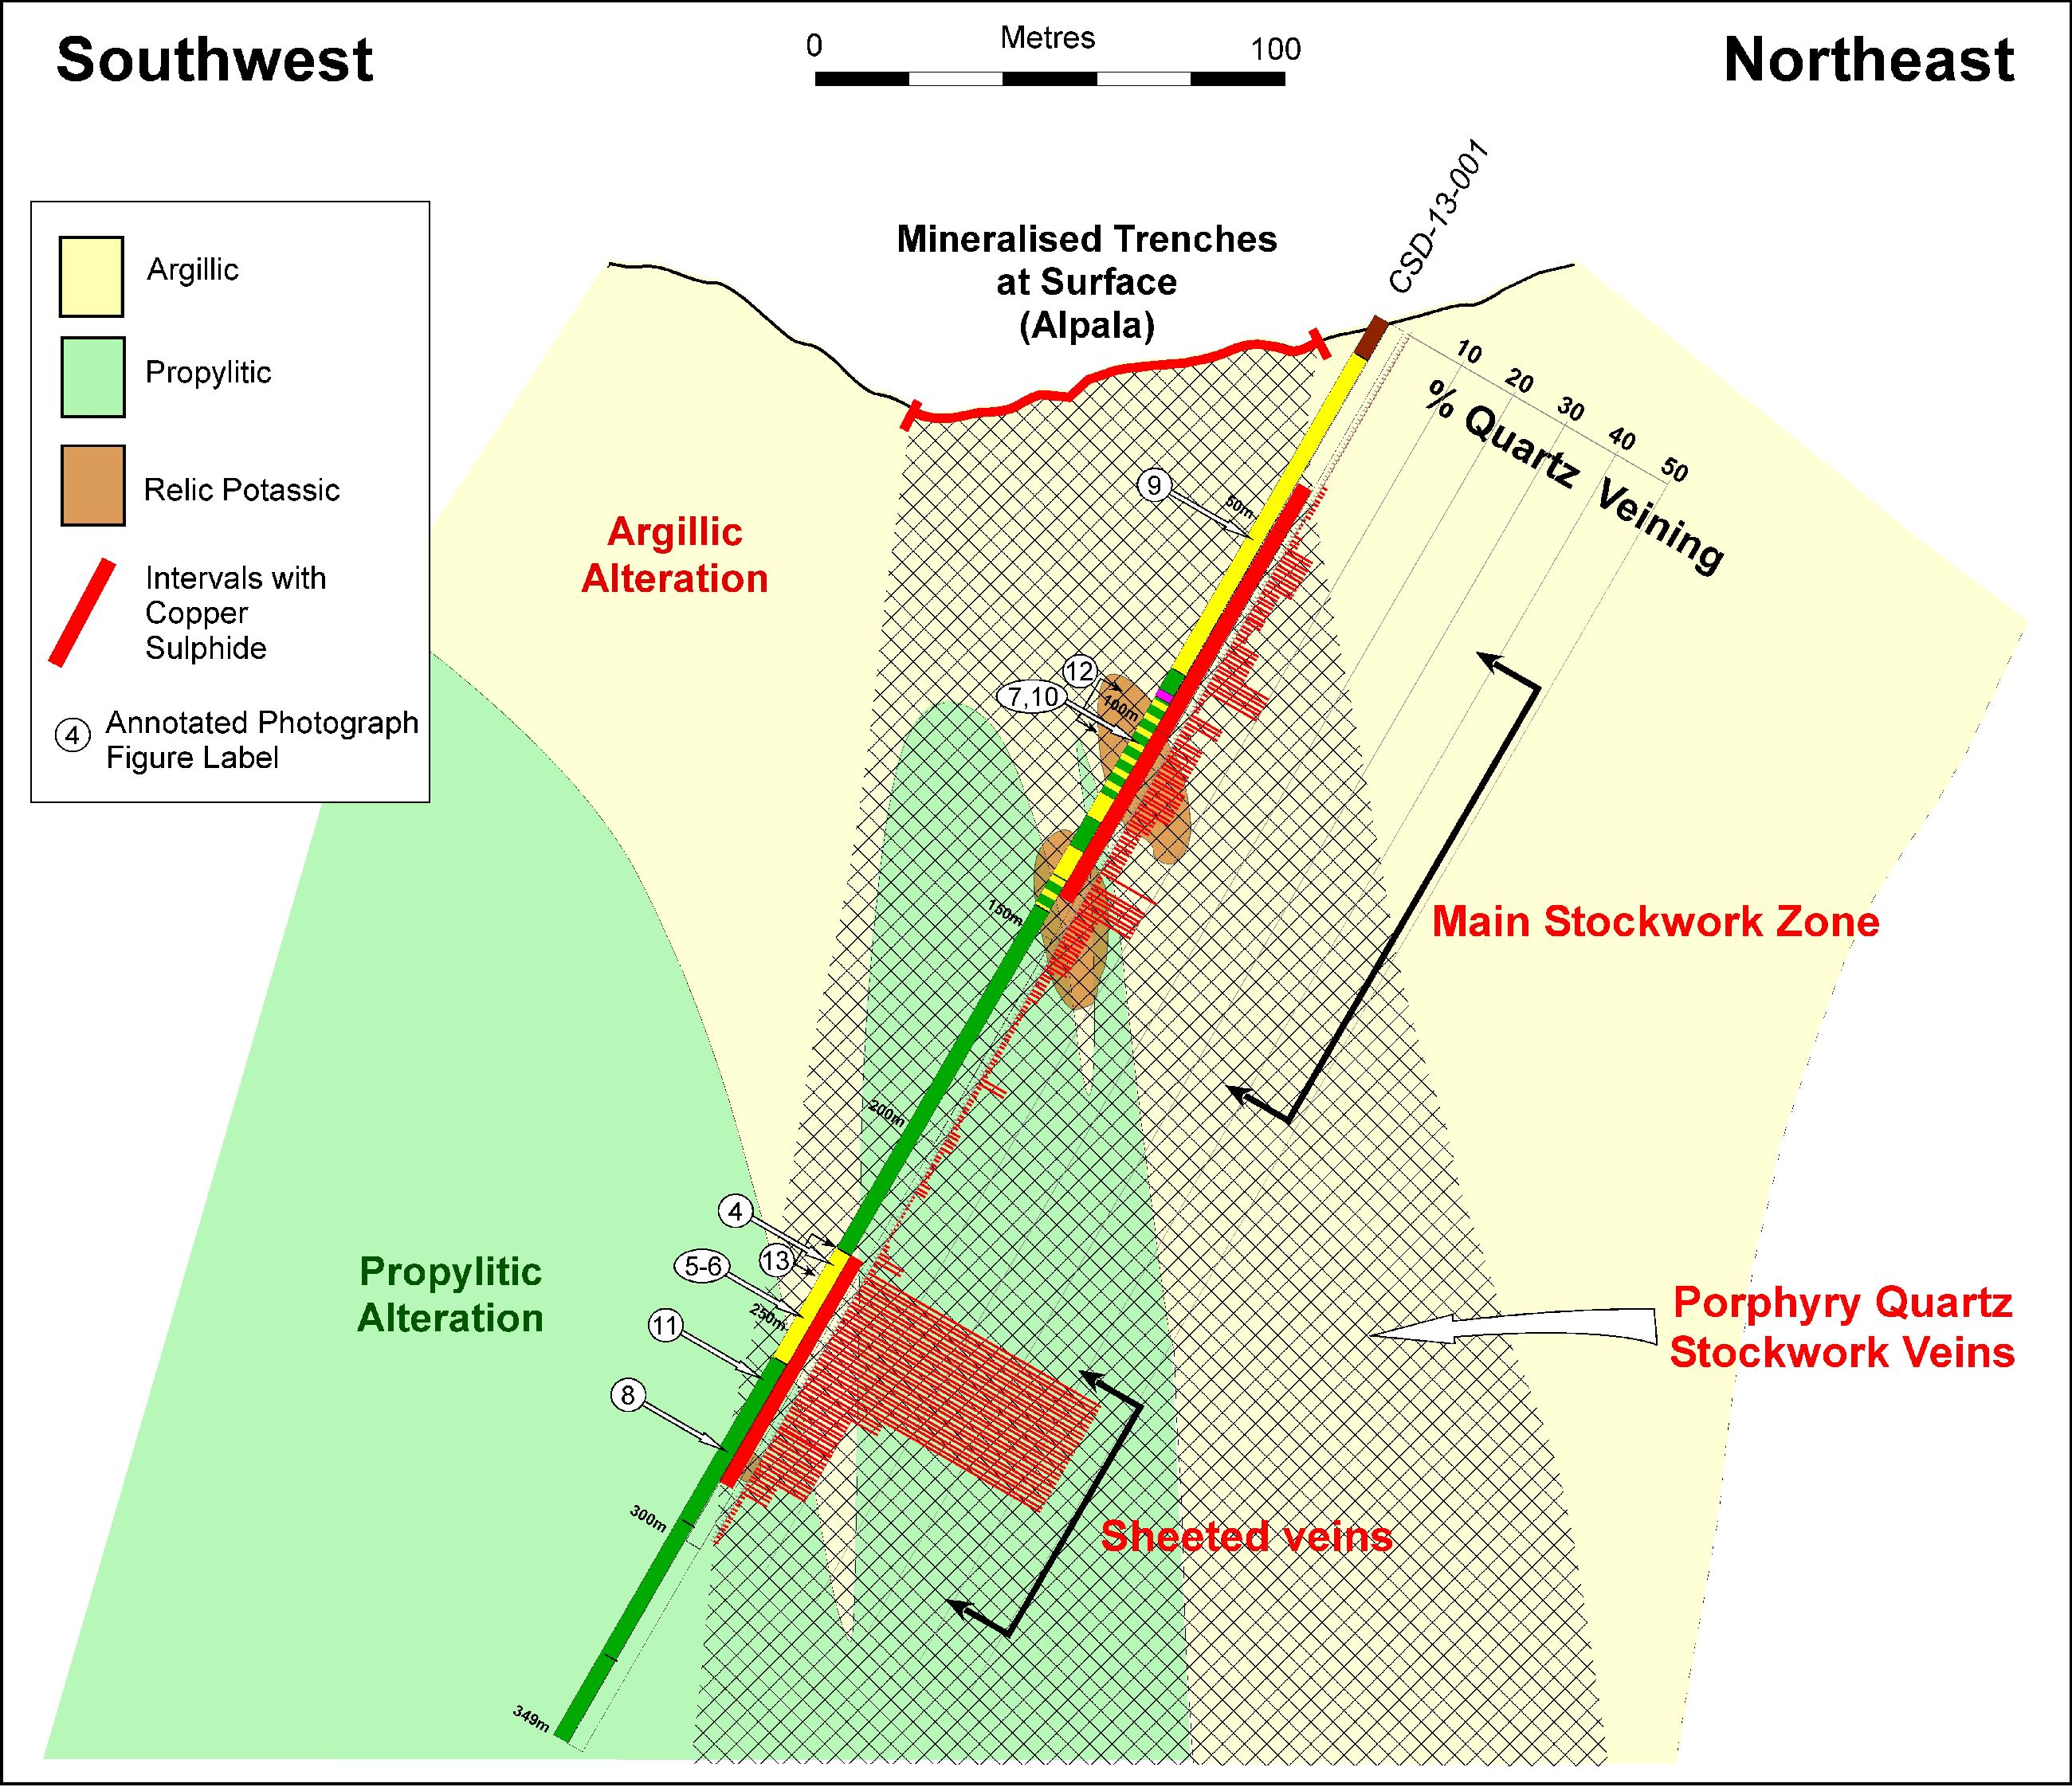 Southwest
0 Metres 100
Northeast
CSD-13-001
Mineralised Trenches
at Surface
(Alpala)
Argillic
Propylitic
Relic Potassic
Intervals with
Copper
Sulphide
4 Annotated Photograph
Figure Label
10 20 30 40 50
% Quartz Veining
Argillic
Alteration
9
50m
12
7,10
100m
Main Stockwork Zone
150m
200m
4
13
5-6
250m
11
8
Propylitic
Alteration
Porphyry Quartz
Stockwork Veins
Sheeted veins
300m
349m